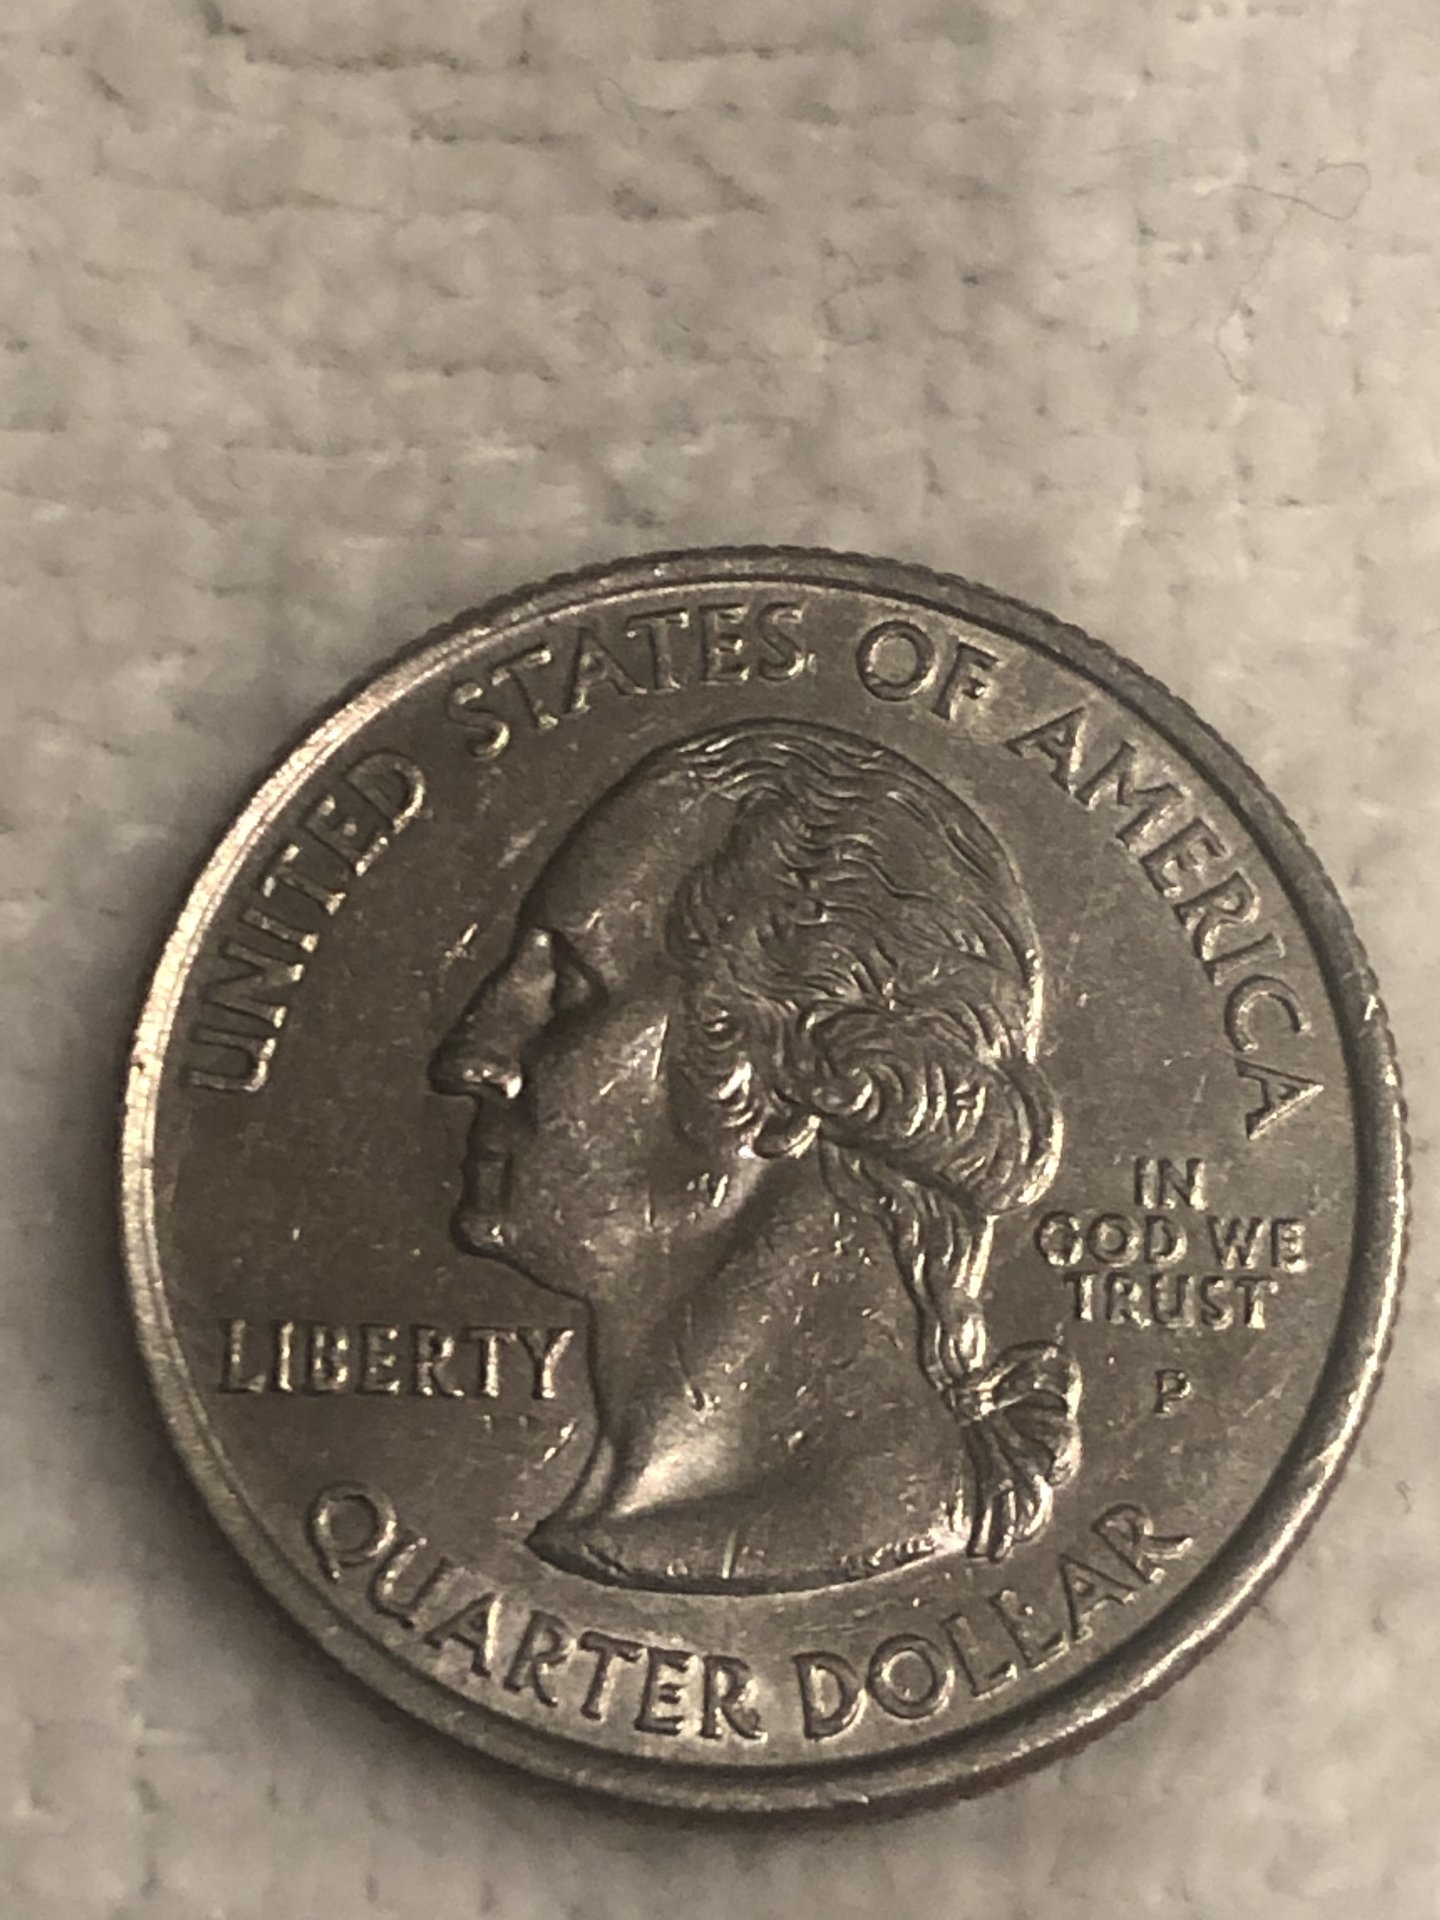 UNITED STATES OF AMERICA
LIBERTY
IN
GOD WE
TRUST
P
QUARTER DOLLAR